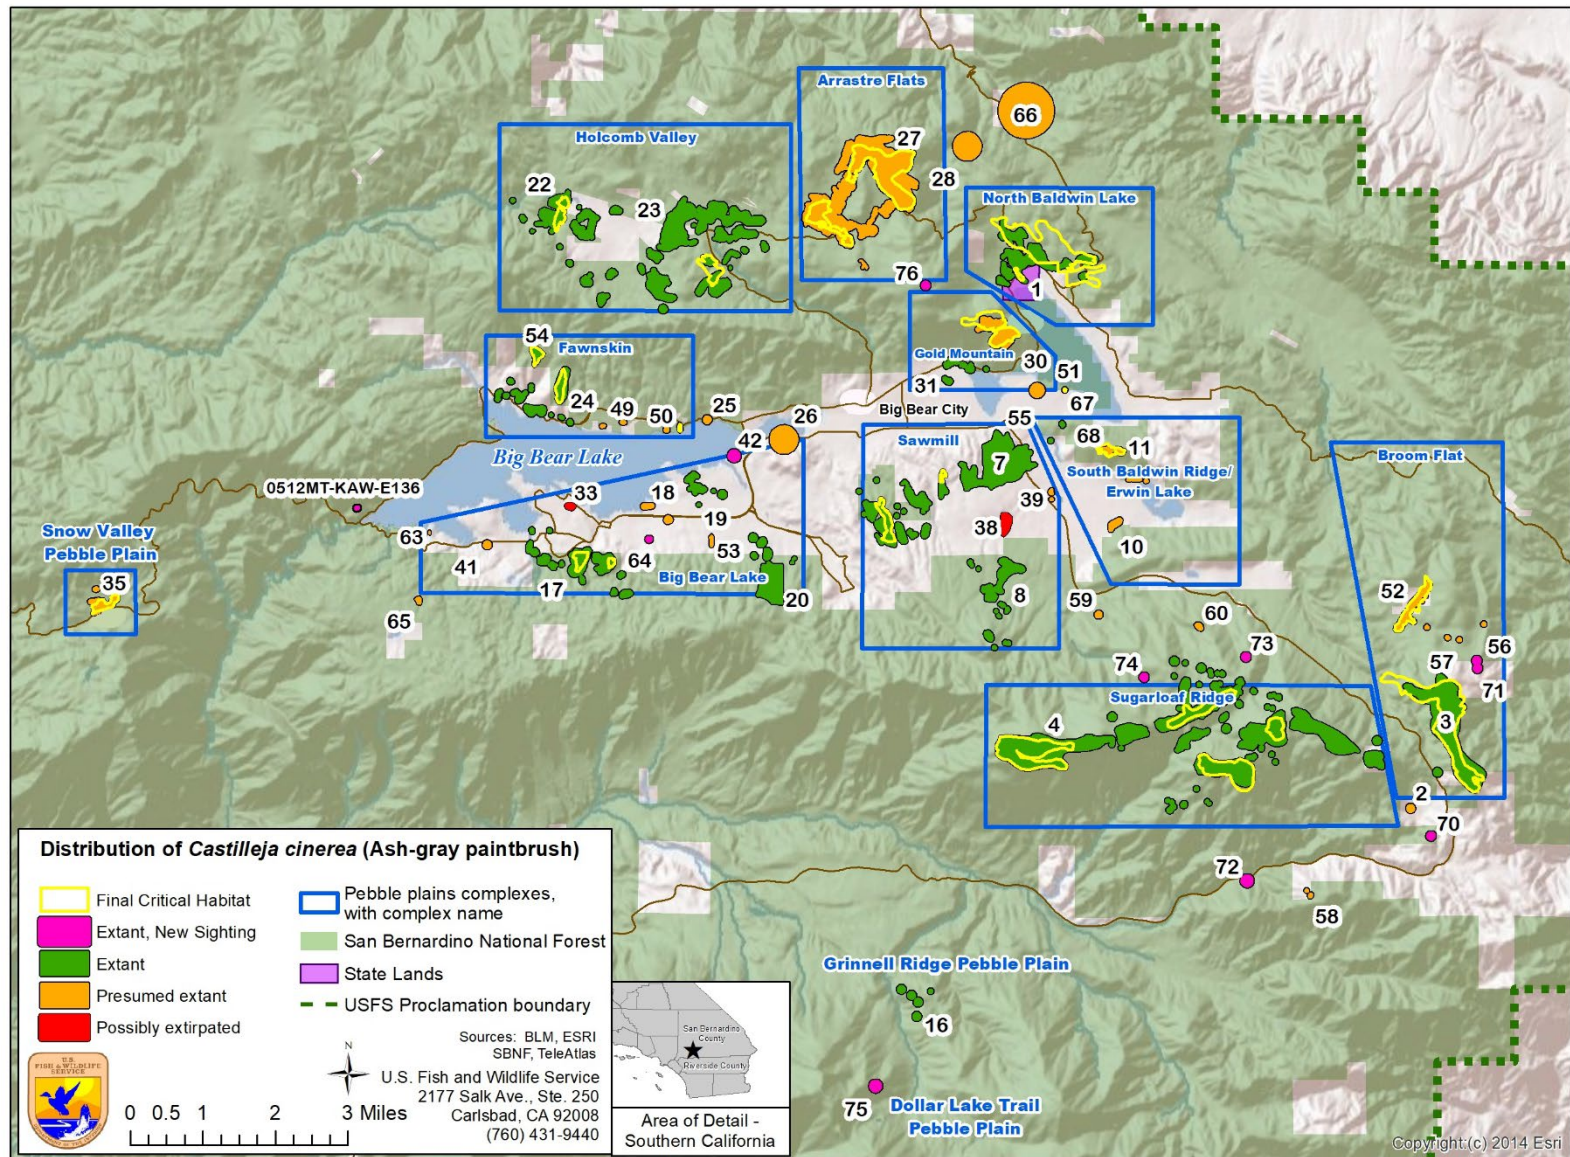 Arrastre Flats
66
27
Holcomb Valley
28
22
23
North Baldwin Lake
76
1
54
Fawnskin
Gold Mountain
30
51
31
24
49
50
25
26
Big Bear City
67
55
42
Sawmill
68
11
7
Big Bear Lake
South Baldwin Ridge/
Erwin Lake
Broom Flat
0512MT-KAW-E136
33
18
39
38
19
10
Snow Valley
Pebble Plain
63
41
64
53
17
Big Bear Lake
35
20
8
65
59
60
52
73
74
56
57
71
Sugarloaf Ridge
4
3
2
70
72
58
Grinnell Ridge Pebble Plain
16
75
Dollar Lake Trail
Pebble Plain
Distribution of Castilleja cinerea (Ash-gray paintbrush)
Final Critical Habitat
Extant, New Sighting
Extant
Presumed extant
Possibly extirpated
Pebble plains complexes,
with complex name
San Bernardino National Forest
State Lands
USFS Proclamation boundary
Sources: BLM, ESRI
SBNF, TeleAtlas
U.S. Fish and Wildlife Service
2177 Salk Ave., Ste. 250
Carlsbad, CA 92008
(760) 431-9440
N
U.S.
FISH & WILDLIFE
SERVICE
0 0.5 1 2 3 Miles
San Bernardino
County
Riverside County
Area of Detail -
Southern California
Copyright:(c) 2014 Esri